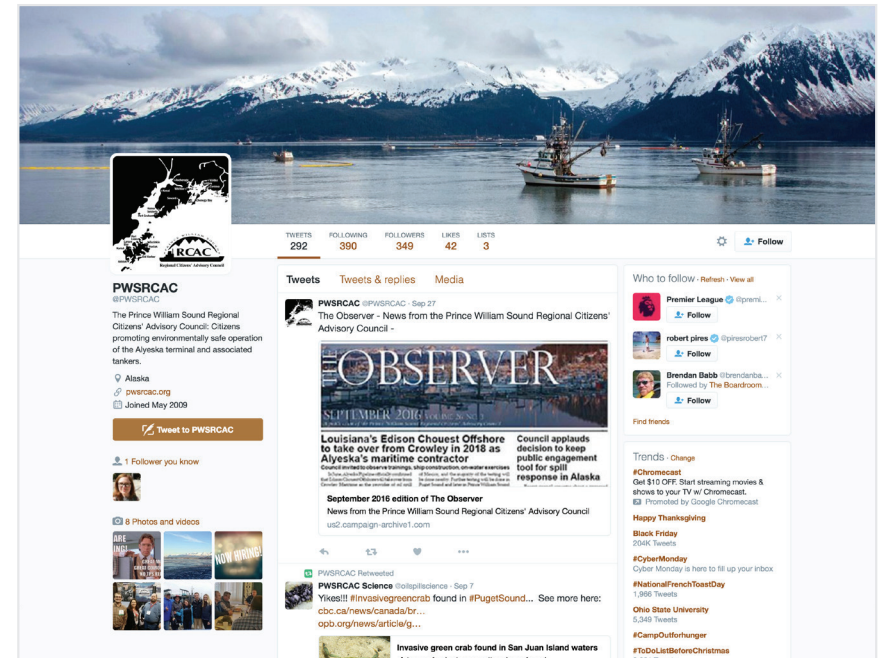 RCAC
Regional Citizens' Advisory Council
TWEETS
292
FOLLOWING
390
FOLLOWERS
349
LIKES
42
LISTS
3
Follow
PWSRCAC
@PWSRCAC
The Prince William Sound Regional
Citizens' Advisory Council: Citizens
promoting environmentally safe operation
of the Alyeska terminal and associated
tankers.
Alaska
pwsrcac.org
Joined May 2009
Tweet to PWSRCAC
1 Follower you know
8 Photos and videos
ARE
NOW HIRING!
Tweets Tweets & replies Media
PWSRCAC @PWSRCAC · Sep 27
The Observer - News from the Prince William Sound Regional Citizens'
Advisory Council -
THE OBSERVER
SEPTEMBER 2016
Louisiana's Edison Chouest Offshore
to take over from Crowley in 2018 as
Alyeska's maritime contractor
Council invited to observe trainings, ship construction, on-water exercises
Council applauds
decision to keep
public engagement
tool for spill
response in Alaska
September 2016 edition of The Observer
News from the Prince William Sound Regional Citizens' Advisory Council
us2.campaign-archive1.com
PWSRCAC Retweeted
PWSRCAC Science @oilspillscience · Sep 7
Yikes!!! #Invasivegreencrab found in #PugetSound... See more here:
cbc.ca/news/canada/br…
opb.org/news/article/g…
Invasive green crab found in San Juan Island waters
Who to follow · Refresh · View all
Premier League @premi...
Follow
robert pires @piresrobert7
Follow
Brendan Babb @brendanba...
Followed by The Boardroom...
Follow
Find friends
Trends · Change
#Chromecast
Get $10 OFF. Start streaming movies &
shows to your TV w/ Chromecast.
Promoted by Google Chromecast
Happy Thanksgiving
Black Friday
204K Tweets
#CyberMonday
Cyber Monday is here to fill up your inbox
#NationalFrenchToastDay
1,966 Tweets
Ohio State University
5,349 Tweets
#CampOutforhunger
#ToDoListBeforeChristmas